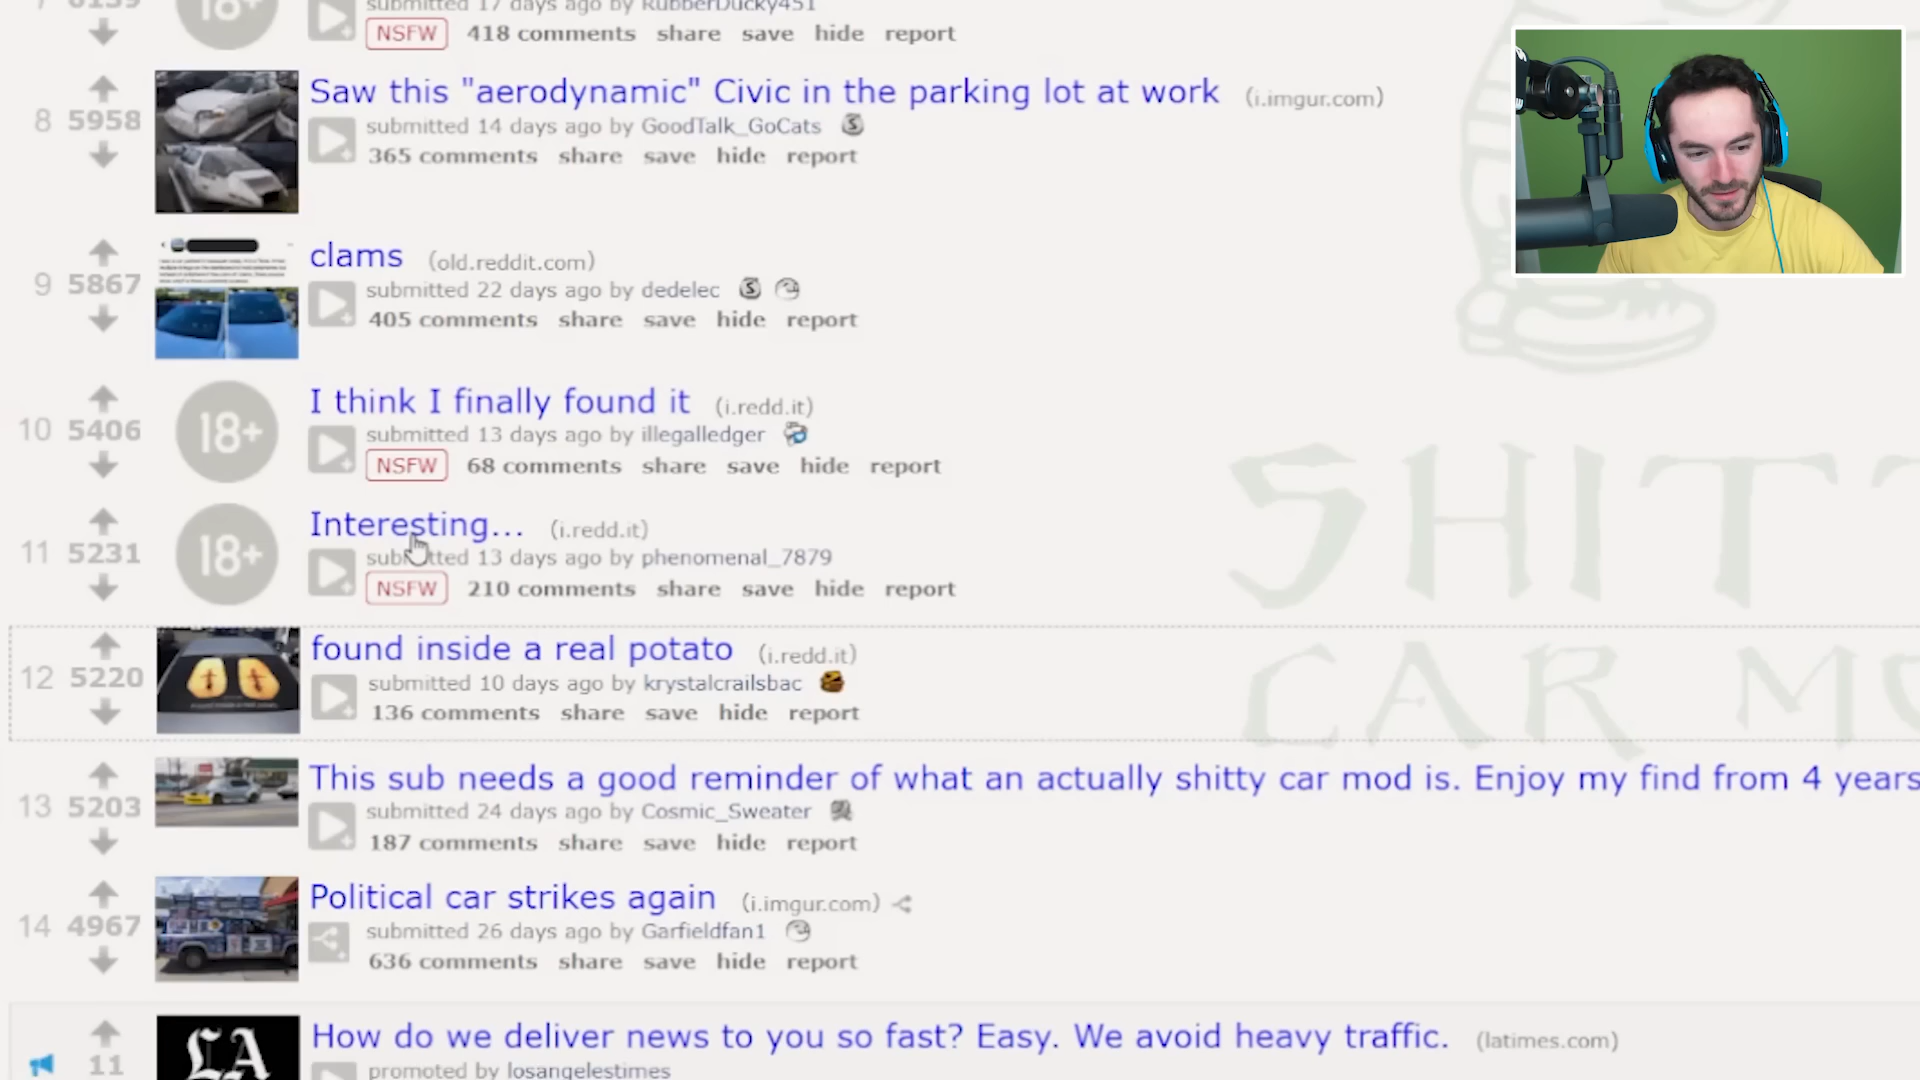 submitted 17 days ago by RubberDucky451
NSFW 418 comments share save hide report
Saw this "aerodynamic" Civic in the parking lot at work (i.imgur.com)
8 5958
submitted 14 days ago by GoodTalk_GoCats
365 comments share save hide report
clams (old.reddit.com)
9 5867
submitted 22 days ago by dedelec
405 comments share save hide report
I think I finally found it (i.redd.it)
10 5406 18+
submitted 13 days ago by illegalledger
NSFW 68 comments share save hide report
Interesting... (i.redd.it)
11 5231 18+
submitted 13 days ago by phenomenal_7879
NSFW 210 comments share save hide report
found inside a real potato (i.redd.it)
12 5220
submitted 10 days ago by krystalcrailsbac
136 comments share save hide report
This sub needs a good reminder of what an actually shitty car mod is. Enjoy my find from 4 years
13 5203
submitted 24 days ago by Cosmic_Sweater
187 comments share save hide report
Political car strikes again (i.imgur.com)
14 4967
submitted 26 days ago by Garfieldfan1
636 comments share save hide report
How do we deliver news to you so fast? Easy. We avoid heavy traffic. (latimes.com)
11 LA
promoted by losangelestimes
SHITT
CAR MO